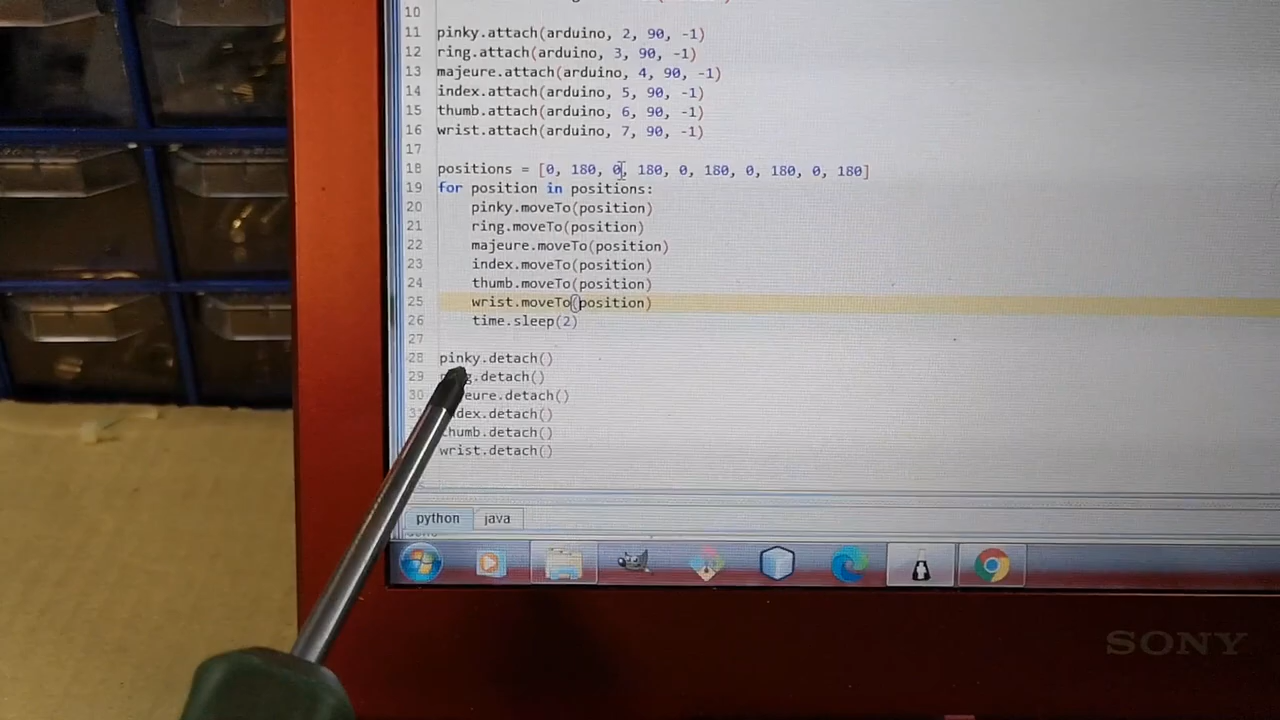 10
11 pinky.attach(arduino, 2, 90, -1)
12 ring.attach(arduino, 3, 90, -1)
13 majeure.attach(arduino, 4, 90, -1)
14 index.attach(arduino, 5, 90, -1)
15 thumb.attach(arduino, 6, 90, -1)
16 wrist.attach(arduino, 7, 90, -1)
17
18 positions = [0, 180, 0, 180, 0, 180, 0, 180, 0, 180]
19 for position in positions:
20 pinky.moveTo(position)
21 ring.moveTo(position)
22 majeure.moveTo(position)
23 index.moveTo(position)
24 thumb.moveTo(position)
25 wrist.moveTo(position)
26 time.sleep(2)
27
28 pinky.detach()
29 .detach()
30 eure.detach()
dex.detach()
humb.detach()
wrist.detach()
python java
SONY